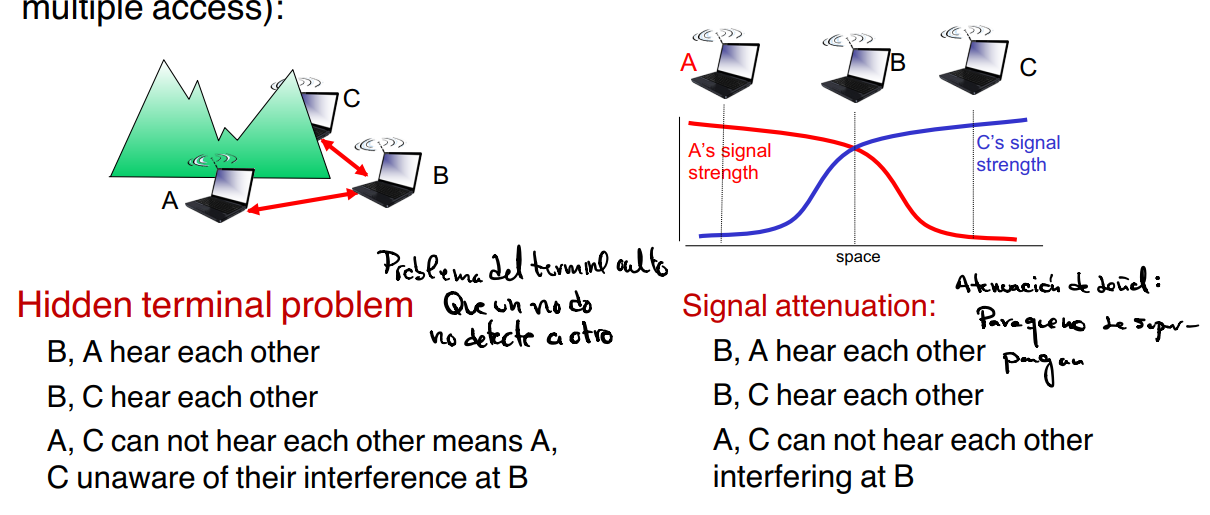 multiple access):
A
B
C
A
B
C
A's signal
strength
C's signal
strength
space
Problema del terminal oculto
Que un nodo
no detecte a otro
Hidden terminal problem
B, A hear each other
B, C hear each other
A, C can not hear each other means A,
C unaware of their interference at B
Atenuación de señal:
Para que no se super-
pongan
Signal attenuation:
B, A hear each other
B, C hear each other
A, C can not hear each other
interfering at B